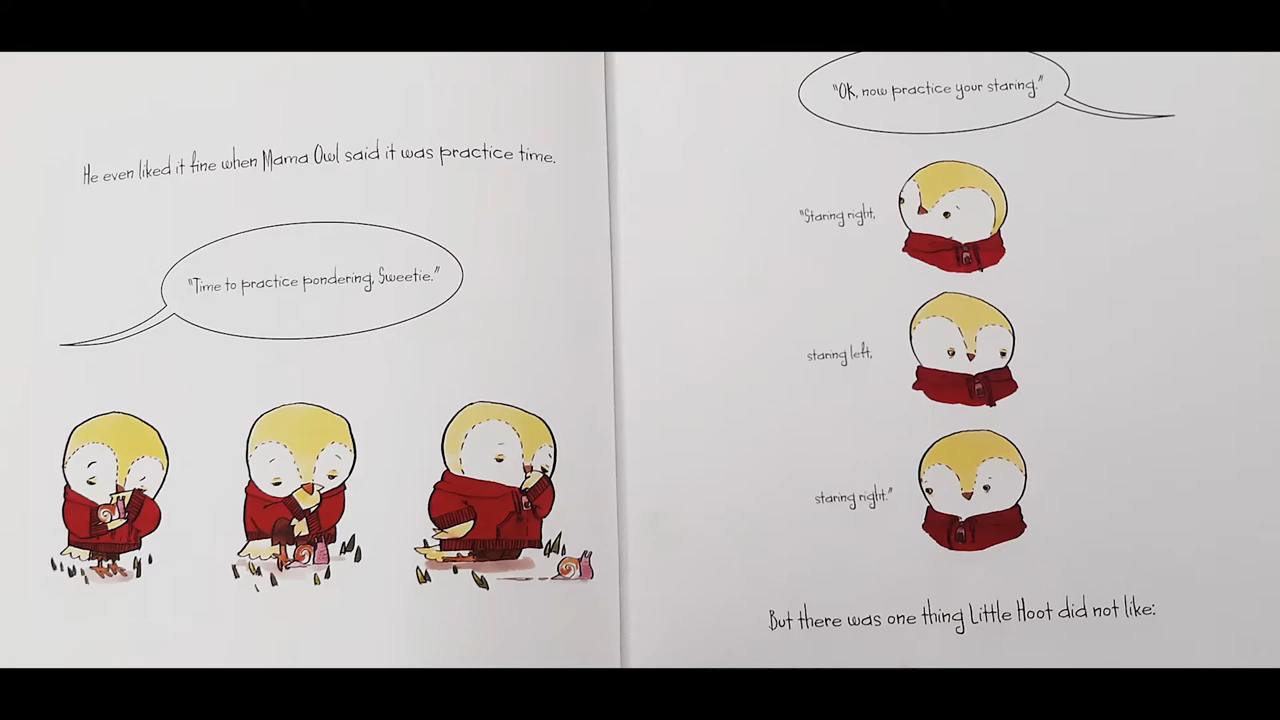 He even liked it fine when Mama Owl said it was practice time.
"Time to practice pondering, Sweetie."
"Ok, now practice your staring."
"Staring right,
staring left,
staring right."
But there was one thing Little Hoot did not like: